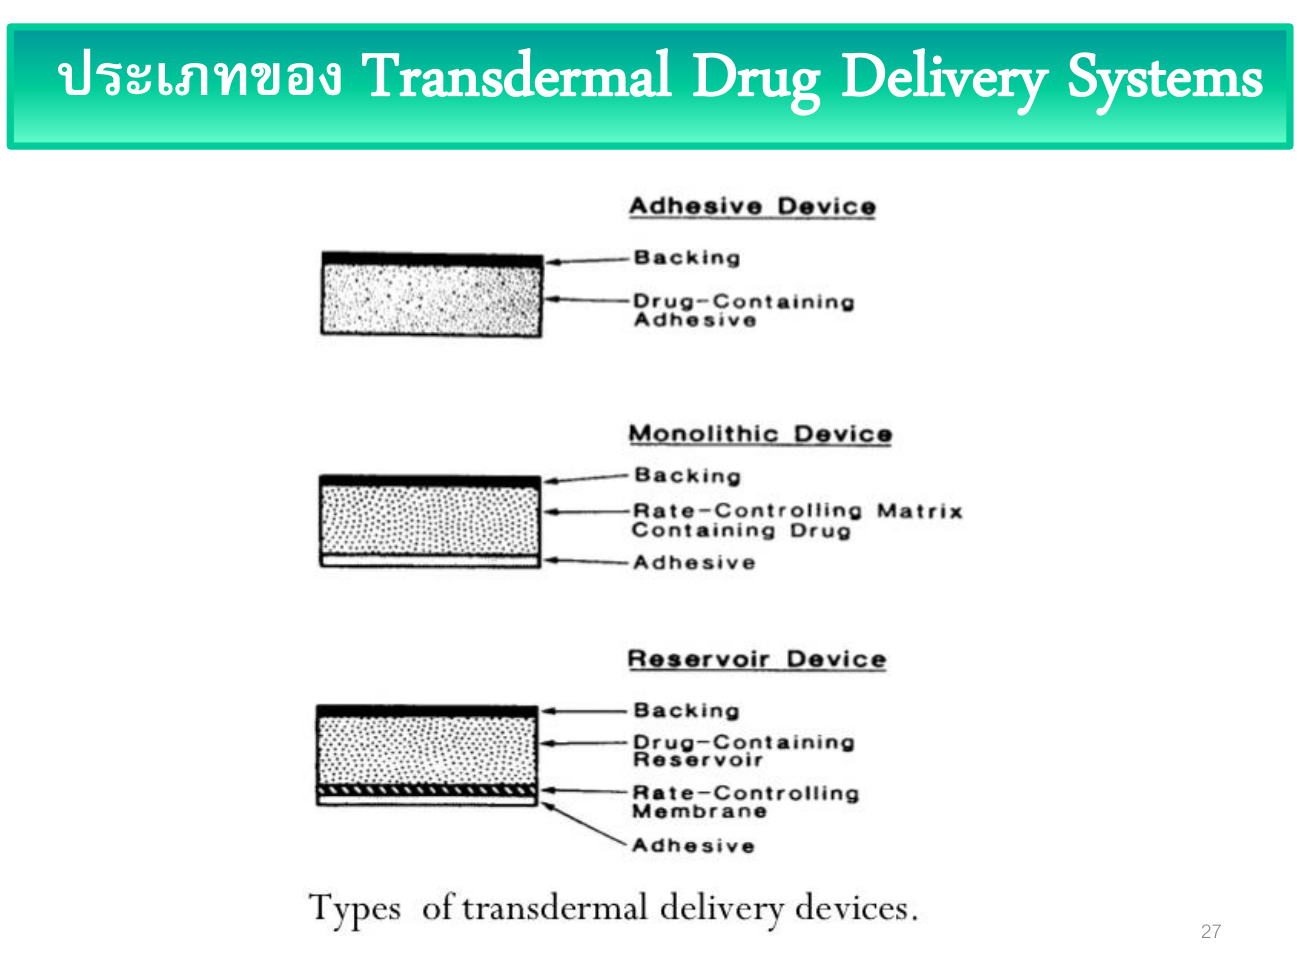 ประเภทของ Transdermal Drug Delivery Systems
Adhesive Device
Backing
Drug-Containing
Adhesive
Monolithic Device
Backing
Rate-Controlling Matrix
Containing Drug
Adhesive
Reservoir Device
Backing
Drug-Containing
Reservoir
Rate-Controlling
Membrane
Adhesive
Types of transdermal delivery devices.
27